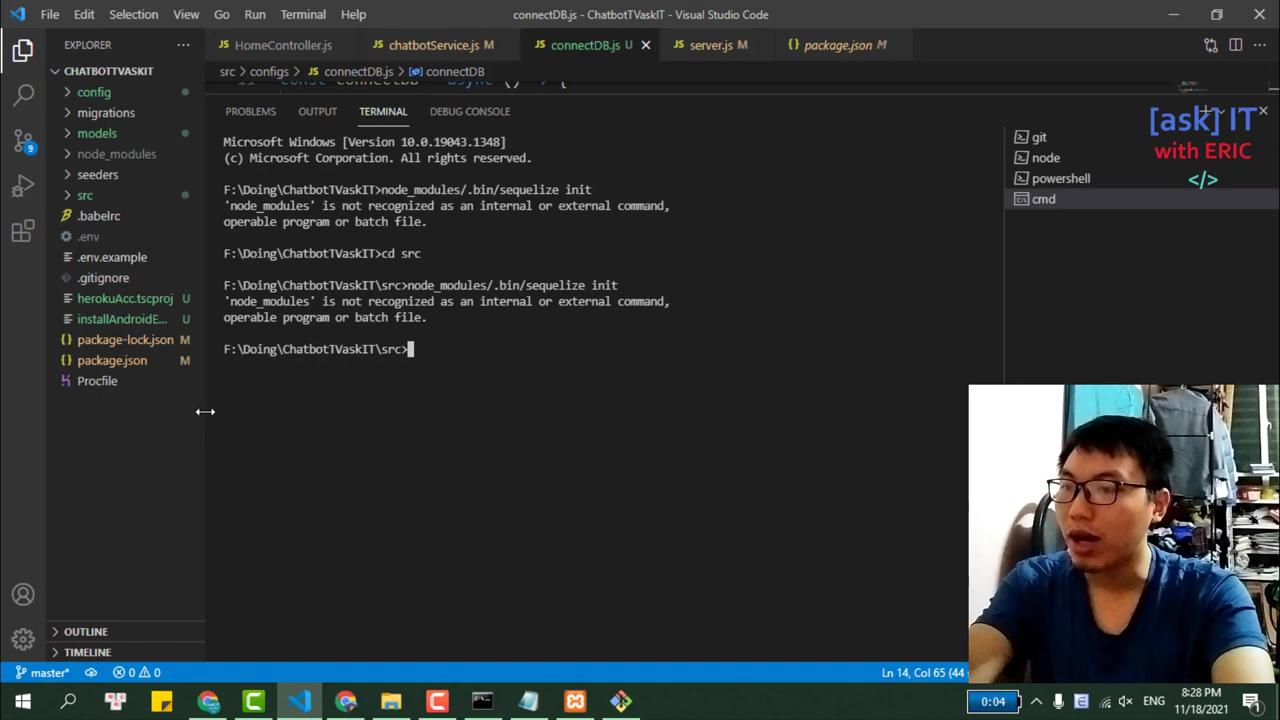 File Edit Selection View Go Run Terminal Help
connectDB.js - ChatbotTVaskIT - Visual Studio Code
EXPLORER
HomeController.js
chatbotService.js M
connectDB.js U
server.js M
package.json M
CHATBOTTVASKIT
src > configs > connectDB.js > connectDB
config
migrations
models
node_modules
seeders
src
.babelrc
.env
.env.example
.gitignore
herokuAcc.tscproj U
installAndroidE... U
package-lock.json M
package.json M
Procfile
OUTLINE
TIMELINE
PROBLEMS OUTPUT TERMINAL DEBUG CONSOLE
Microsoft Windows [Version 10.0.19043.1348]
(c) Microsoft Corporation. All rights reserved.
F:\Doing\ChatbotTVaskIT>node_modules/.bin/sequelize init
'node_modules' is not recognized as an internal or external command,
operable program or batch file.
F:\Doing\ChatbotTVaskIT>cd src
F:\Doing\ChatbotTVaskIT\src>node_modules/.bin/sequelize init
'node_modules' is not recognized as an internal or external command,
operable program or batch file.
F:\Doing\ChatbotTVaskIT\src>
git
node
powershell
cmd
[ask] IT
with ERIC
</>
9
master*
0 0
Ln 14, Col 65 (44
0:04
ENG
8:28 PM
11/18/2021
1